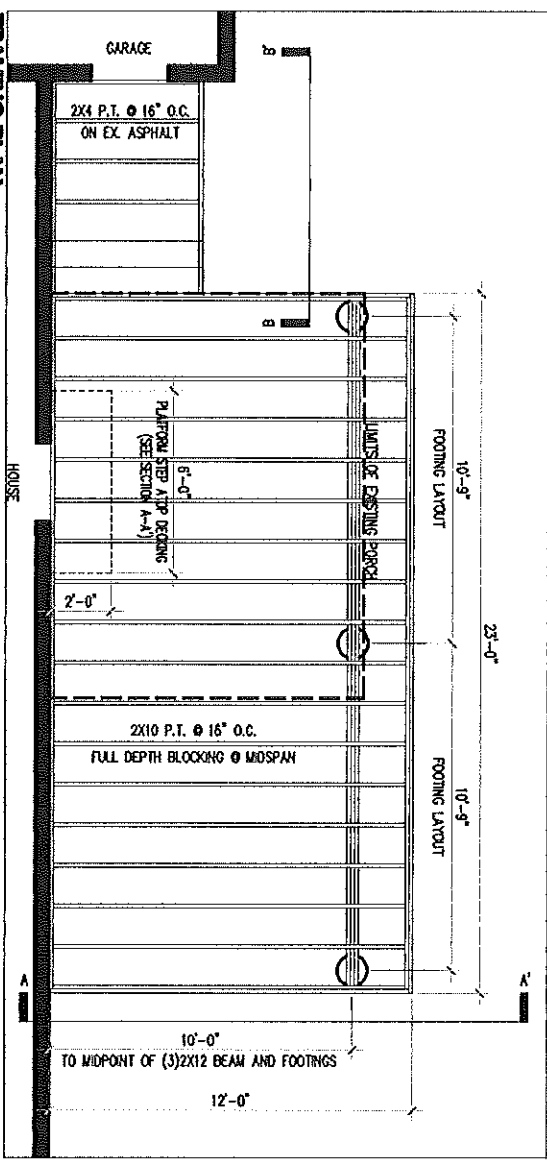 GARAGE
2X4 P.T. @ 16" O.C.
ON EX. ASPHALT
B'
B
LIMITS OF EXISTING PORCH
FOOTING LAYOUT
10'-9"
23'-0"
10'-9"
FOOTING LAYOUT
PLATFORM STEP ATOP DECKING
(SEE SECTION A-A')
6'-0"
2'-0"
HOUSE
2X10 P.T. @ 16" O.C.
FULL DEPTH BLOCKING @ MIDSPAN
A
A'
10'-0"
TO MIDPOINT OF (3)2X12 BEAM AND FOOTINGS
12'-0"